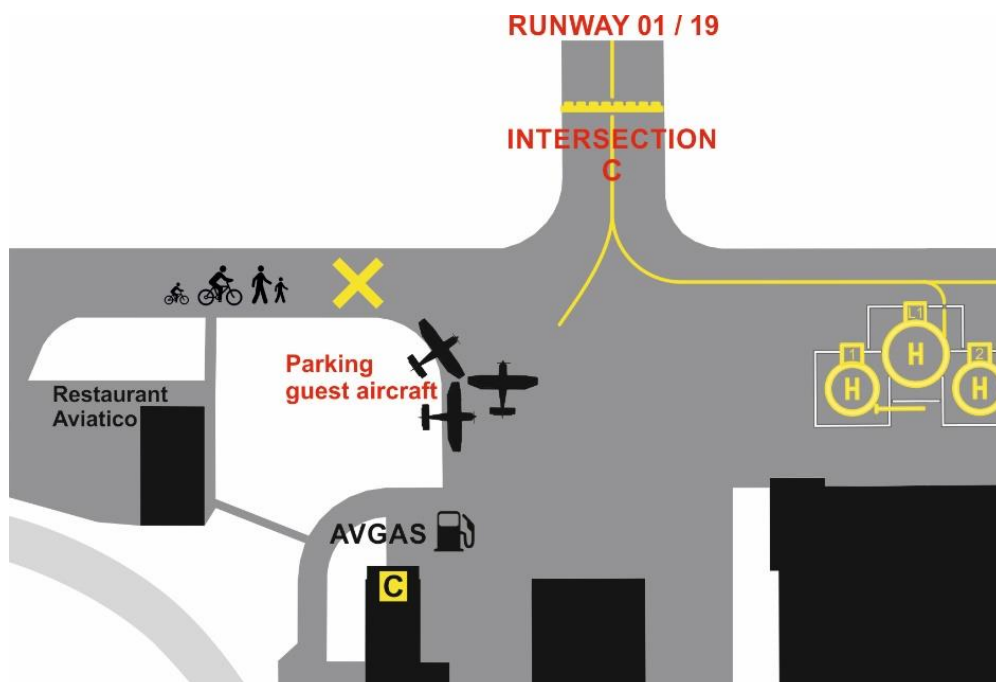 RUNWAY 01 / 19
INTERSECTION
C
L1
1
2
H
H
H
Parking
guest aircraft
Restaurant
Aviatico
AVGAS
C